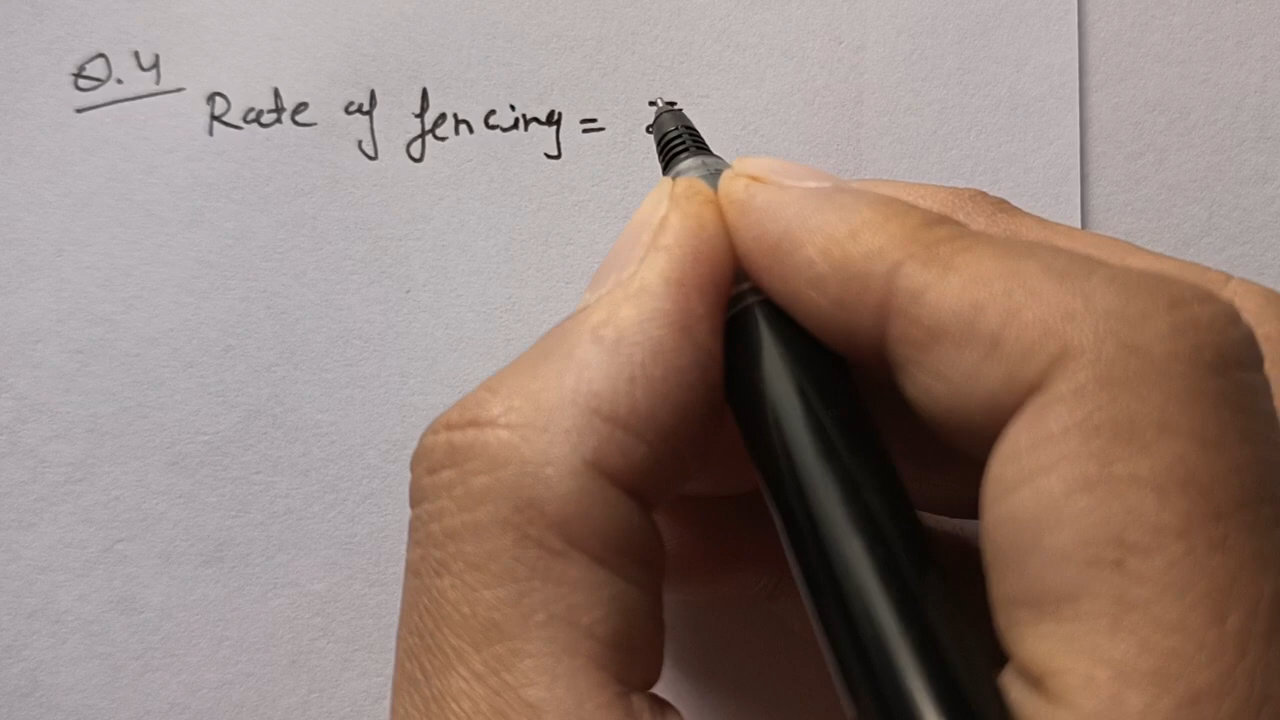 Q.4
Rate of fencing =